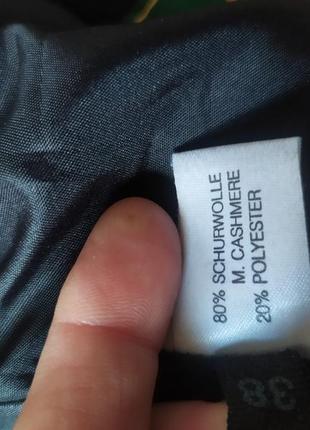 80% SCHURWOLLE
M. CASHMERE
20% POLYESTER
38